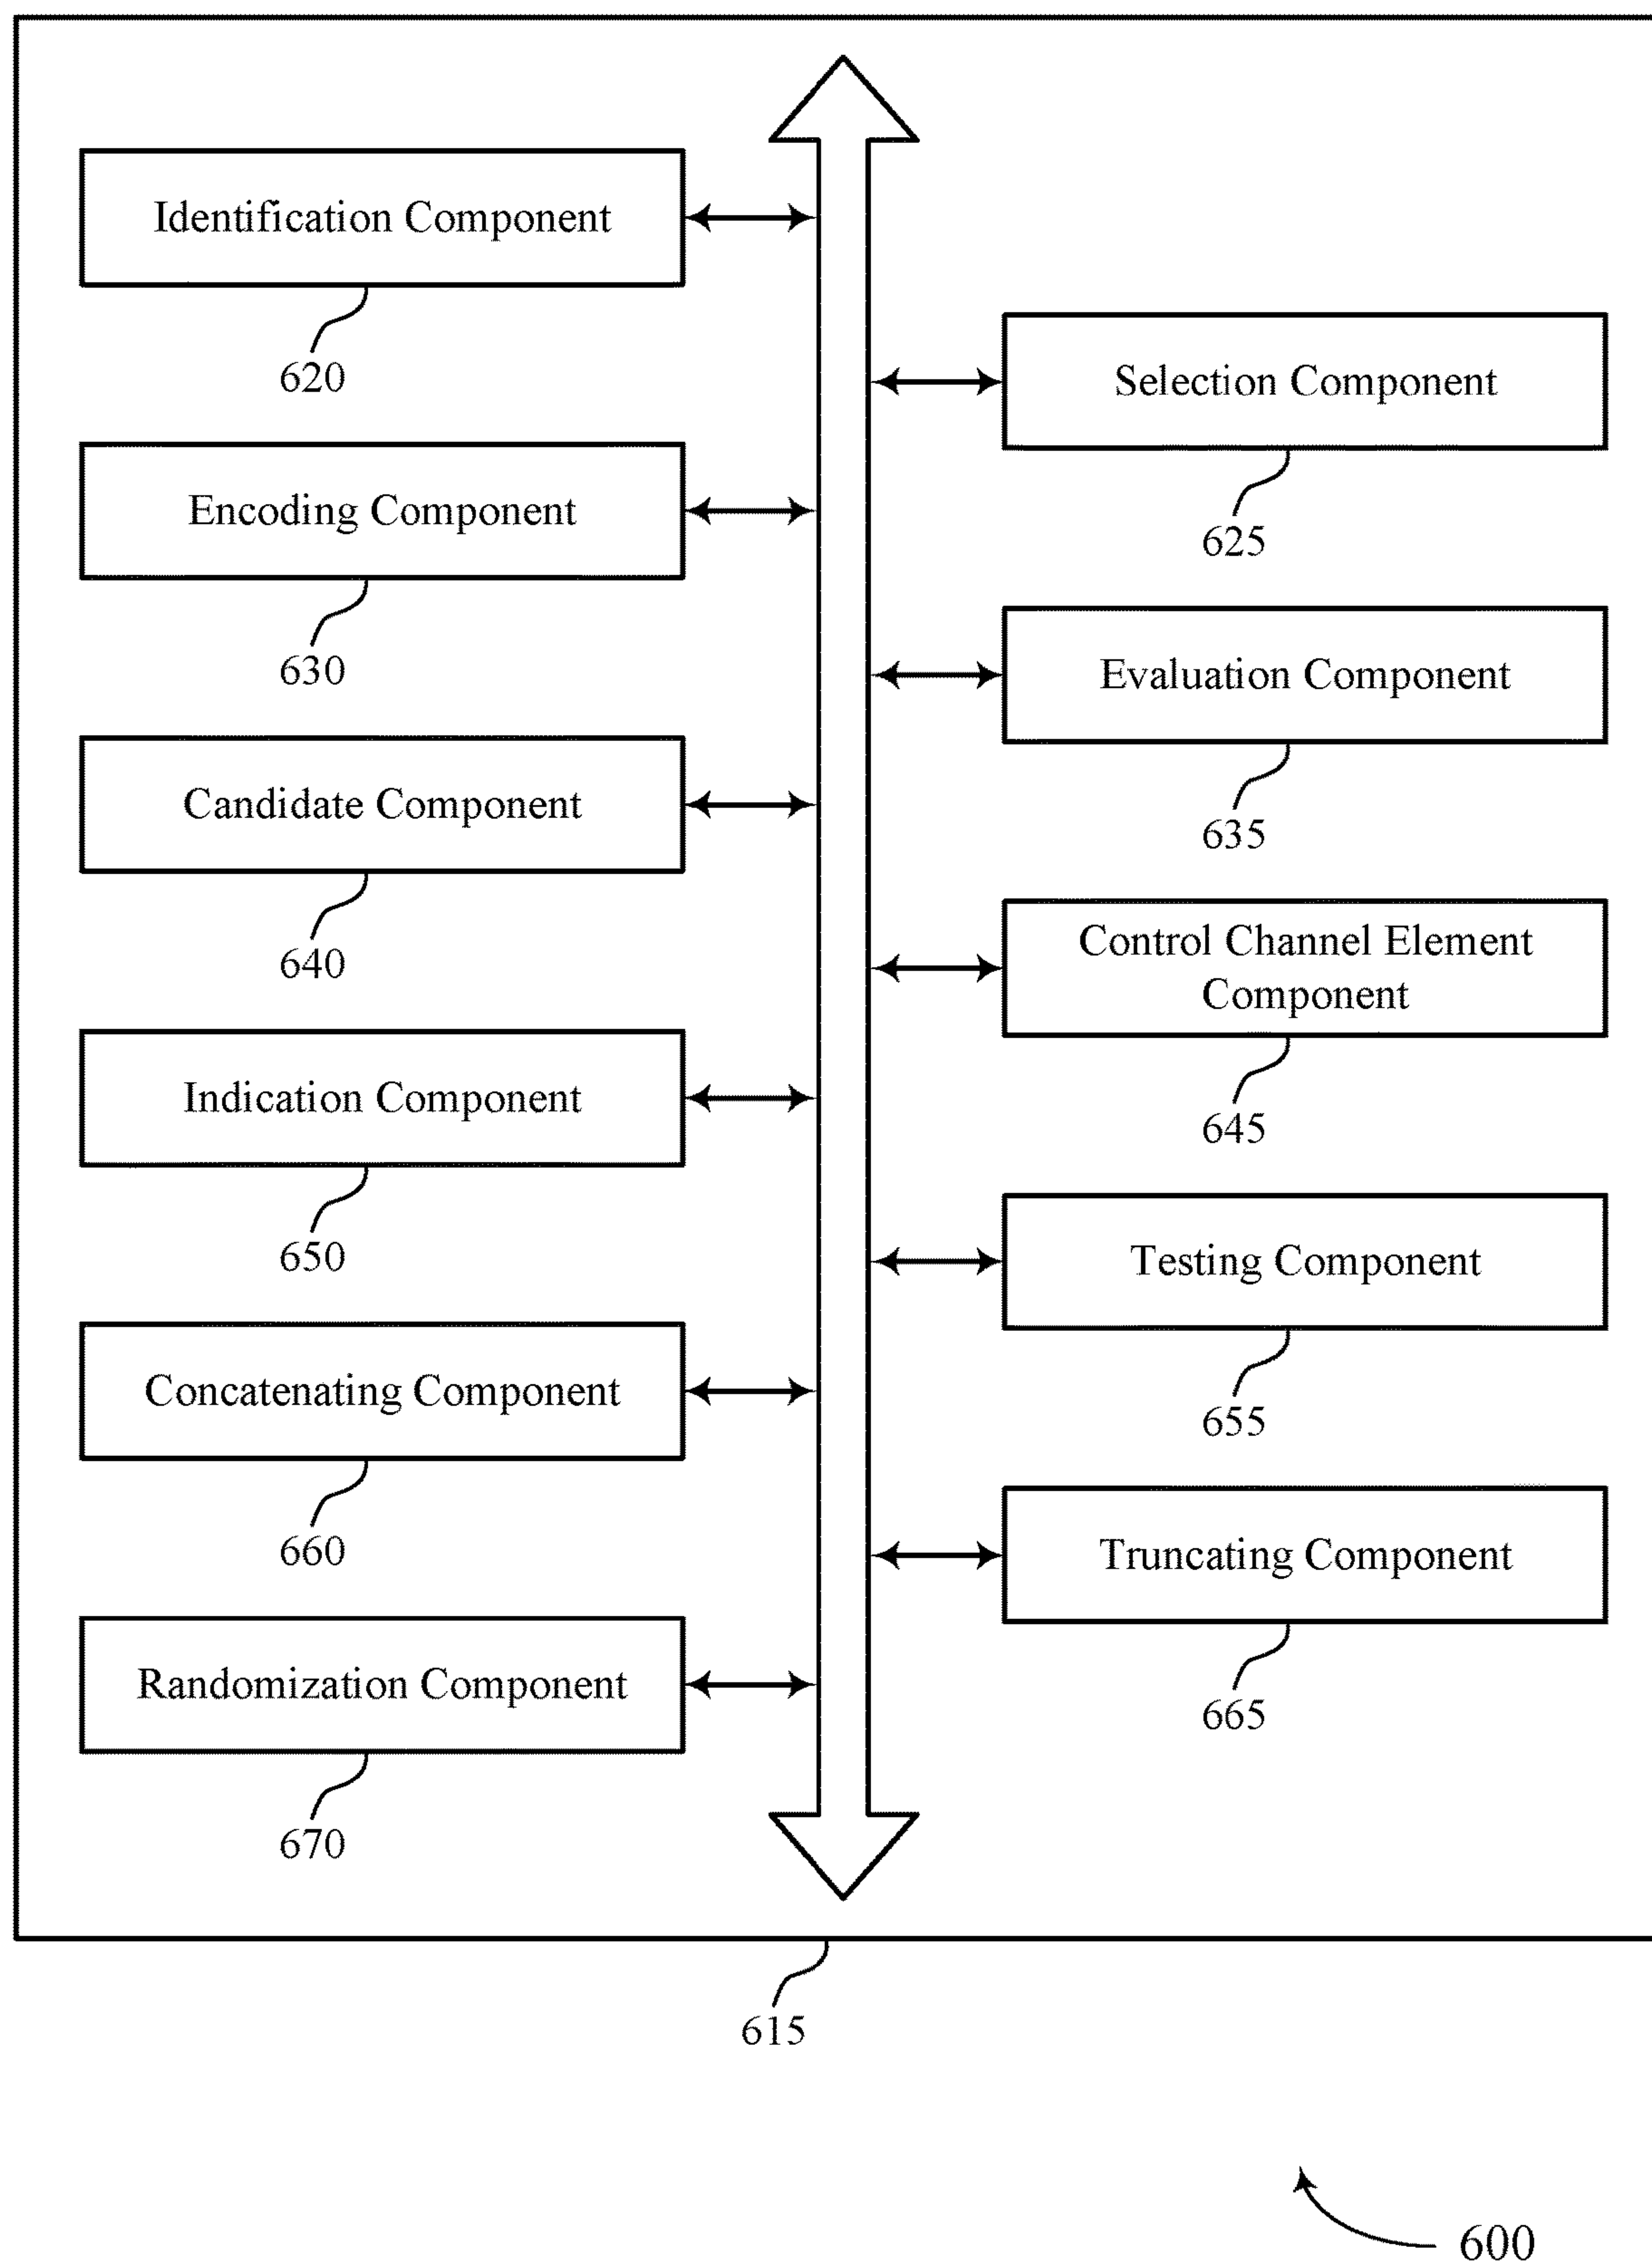 Identification Component
620
Selection Component
625
Encoding Component
630
Evaluation Component
635
Candidate Component
640
Control Channel Element
Component
645
Indication Component
650
Testing Component
655
Concatenating Component
660
Truncating Component
665
Randomization Component
670
615
600